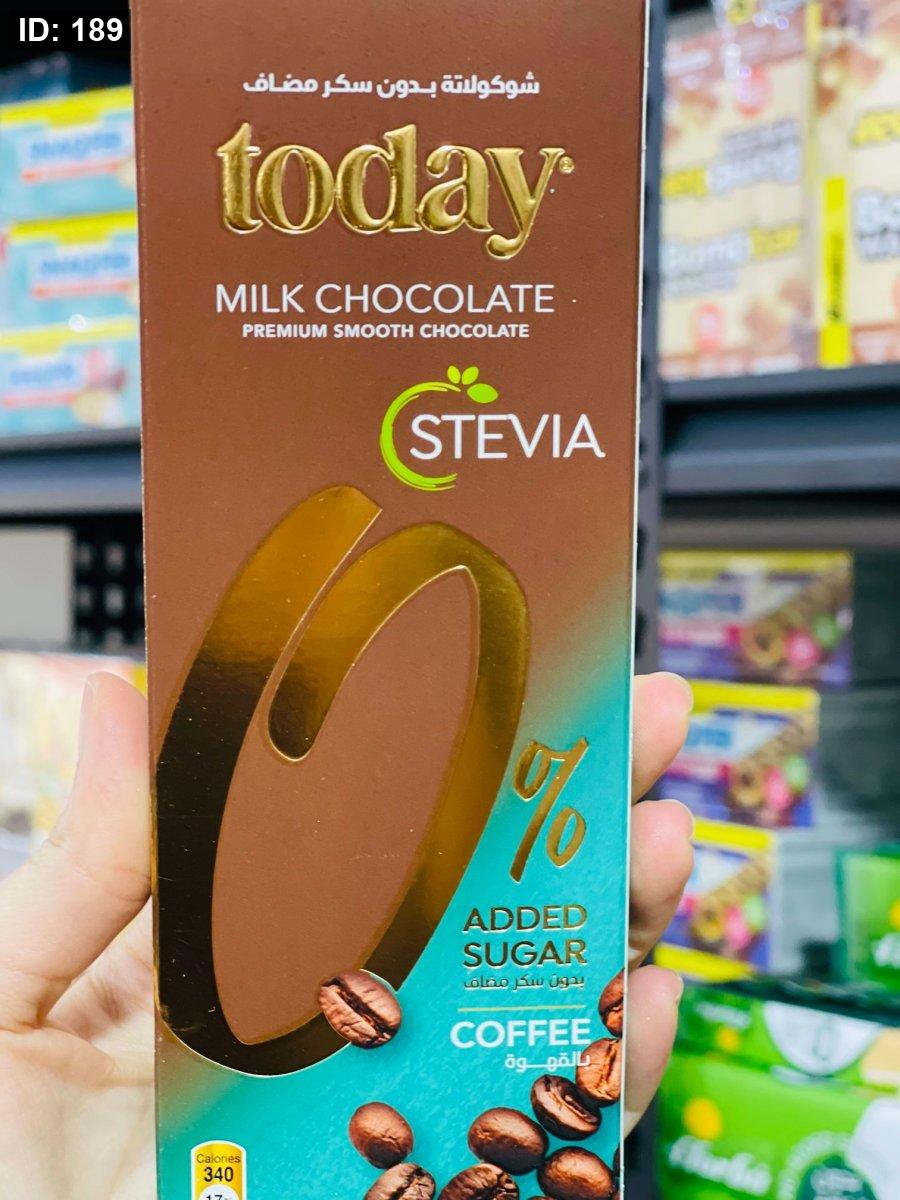 ID: 189
شوكولاتة بدون سكر مضاف
today
MILK CHOCOLATE
PREMIUM SMOOTH CHOCOLATE
STEVIA
0%
ADDED
SUGAR
بدون سكر مضاف
COFFEE
بالقهوة
Calories
340